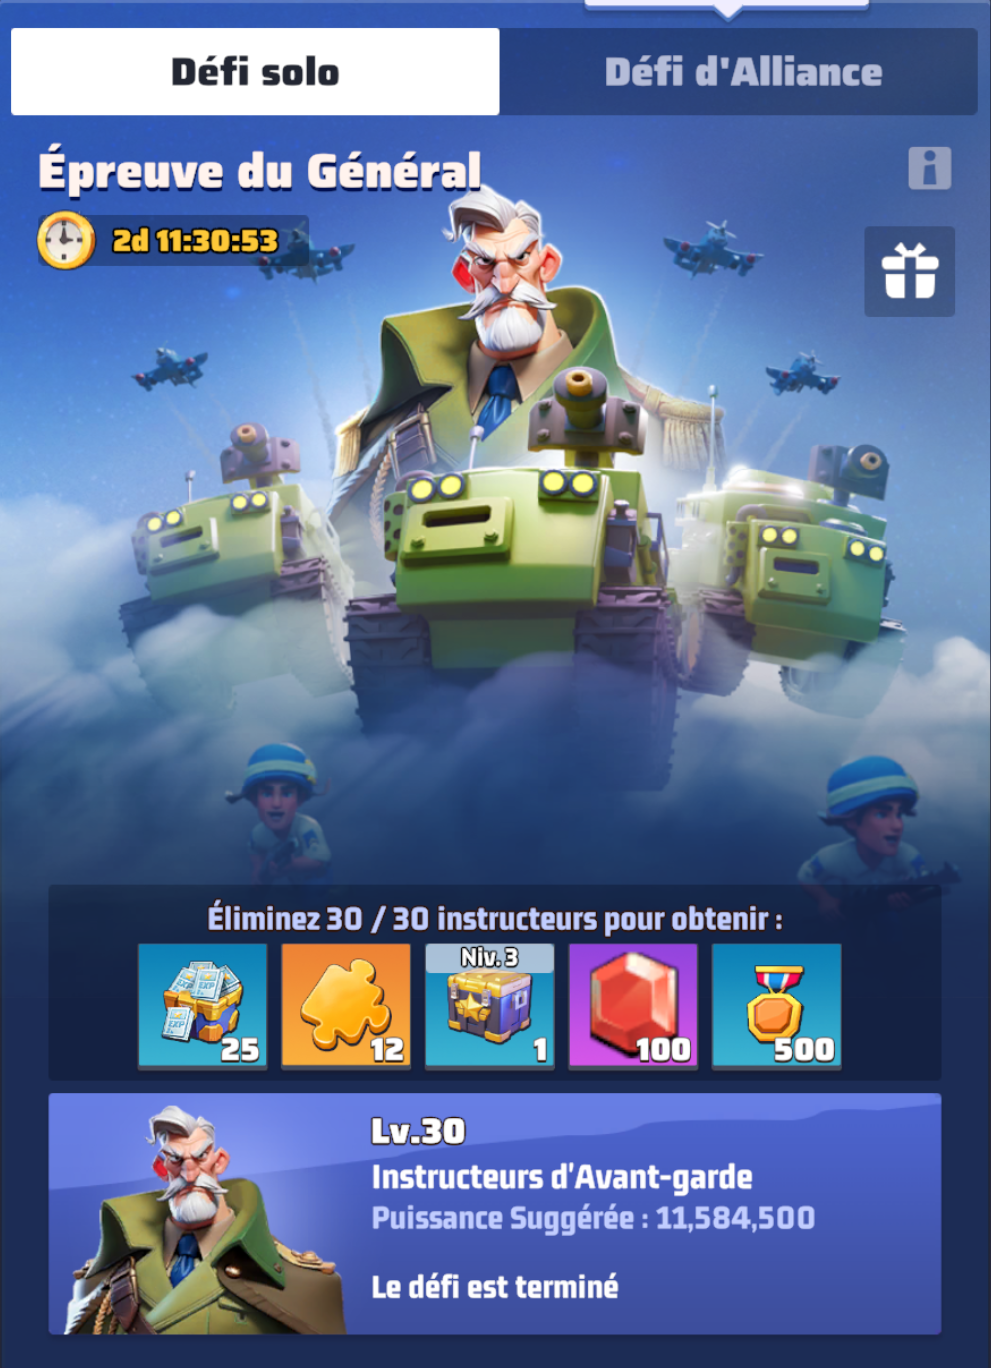 Défi solo
Défi d'Alliance
Épreuve du Général
2d 11:30:53
Éliminez 30 / 30 instructeurs pour obtenir :
EXP
EXP
EXP
25
12
Niv. 3
1
100
500
Lv.30
Instructeurs d'Avant-garde
Puissance Suggérée : 11,584,500
Le défi est terminé